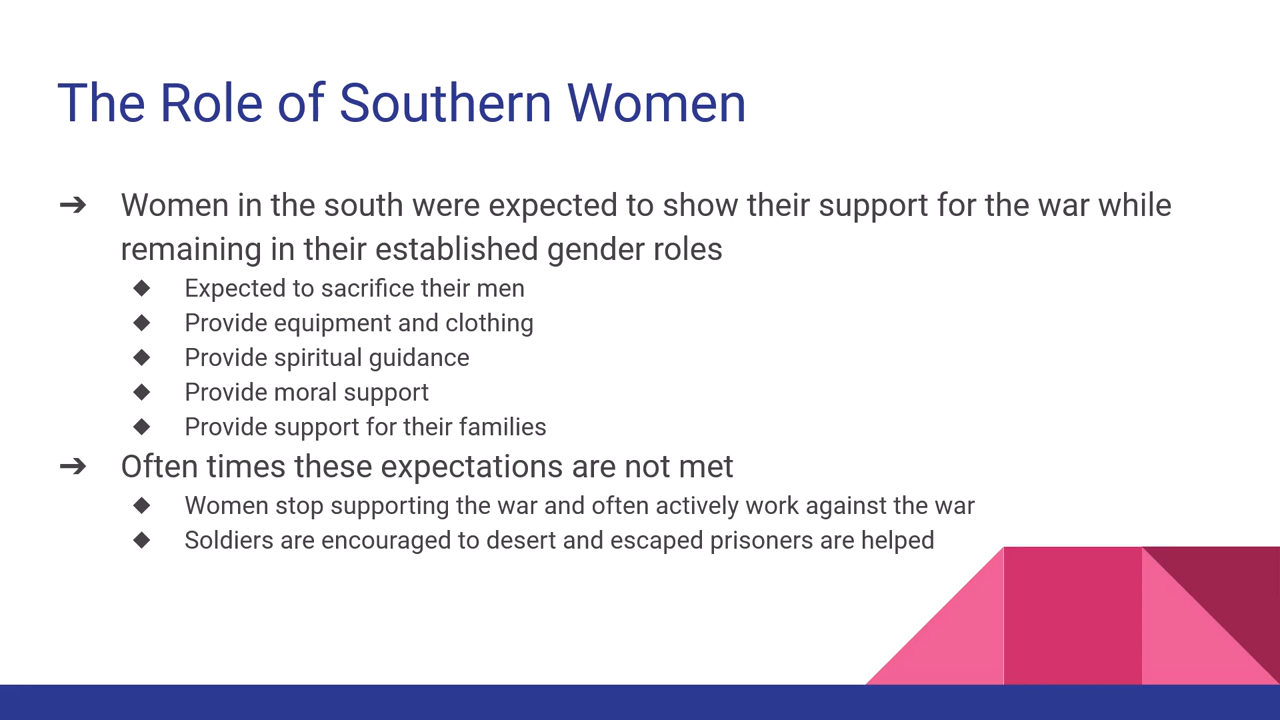 The Role of Southern Women
➔ Women in the south were expected to show their support for the war while
remaining in their established gender roles
◆ Expected to sacrifice their men
◆ Provide equipment and clothing
◆ Provide spiritual guidance
◆ Provide moral support
◆ Provide support for their families
➔ Often times these expectations are not met
◆ Women stop supporting the war and often actively work against the war
◆ Soldiers are encouraged to desert and escaped prisoners are helped